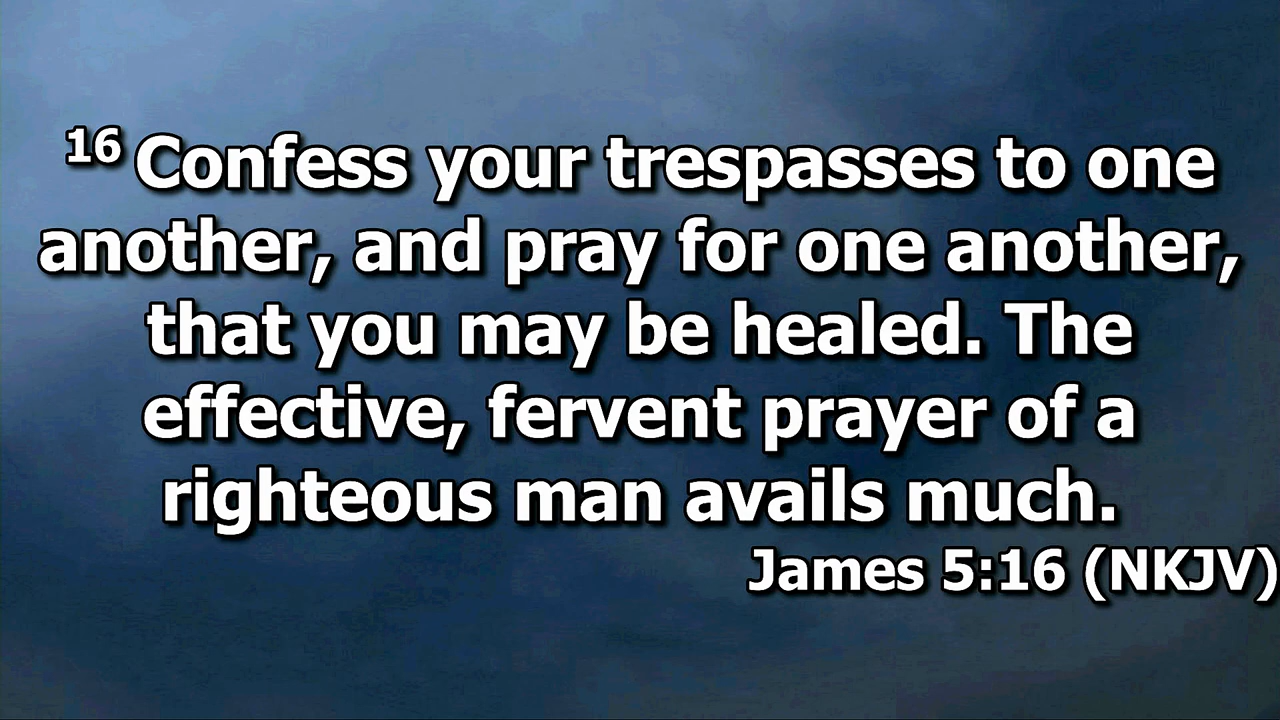 16 Confess your trespasses to one
another, and pray for one another,
that you may be healed. The
effective, fervent prayer of a
righteous man avails much.
James 5:16 (NKJV)